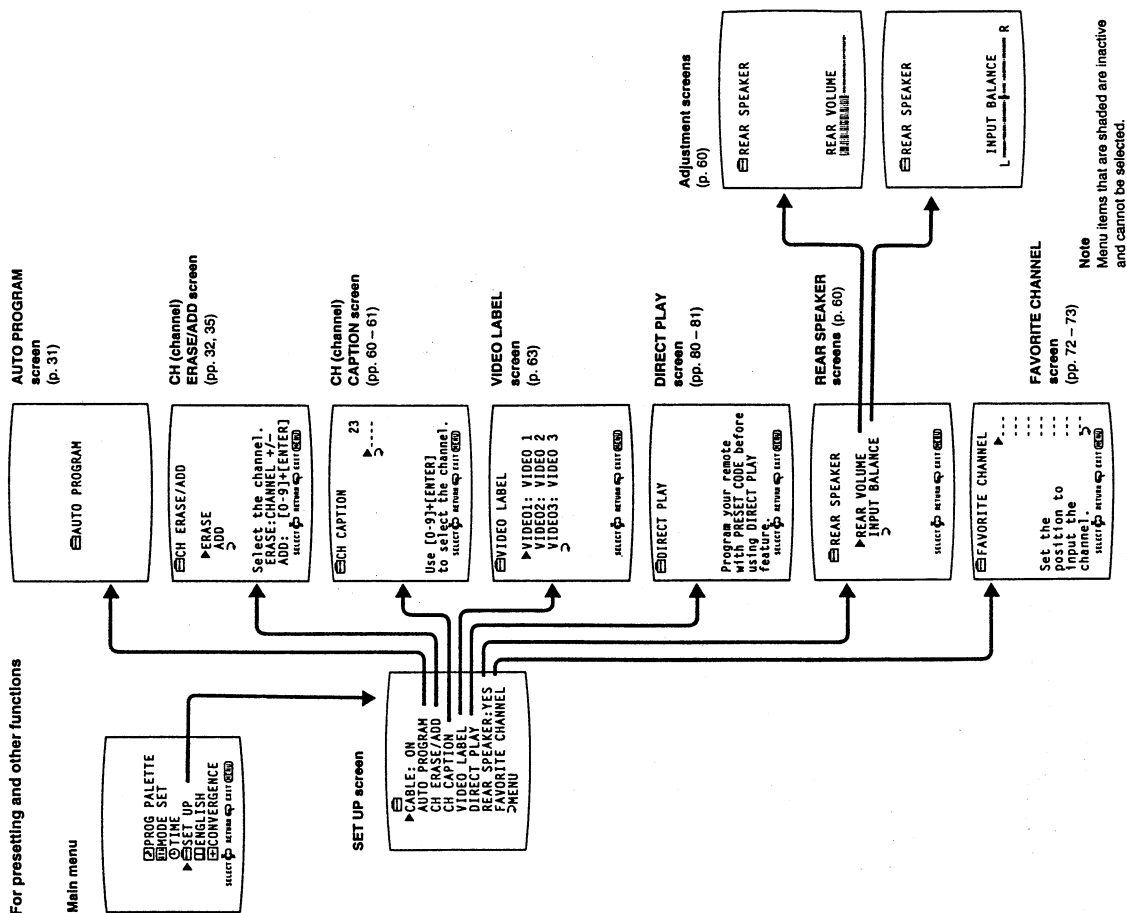 For presetting and other functions
Main menu
PROG PALETTE
MODE SET
TIME
▶SET UP
ENGLISH
CONVERGENCE
SELECT RETURN EXIT MENU
SET UP screen
▶CABLE: ON
AUTO PROGRAM
CH ERASE/ADD
CH CAPTION
VIDEO LABEL
DIRECT PLAY
REAR SPEAKER:YES
FAVORITE CHANNEL
MENU
AUTO PROGRAM
screen
(p. 31)
AUTO PROGRAM
CH (channel)
ERASE/ADD screen
(pp. 32, 35)
CH ERASE/ADD
▶ERASE
ADD
Select the channel.
ERASE:CHANNEL +/–
ADD: [0-9]+[ENTER]
SELECT RETURN EXIT MENU
CH (channel)
CAPTION screen
(pp. 60 – 61)
CH CAPTION
23
▶----
Use [0-9]+[ENTER]
to select the channel.
SELECT RETURN EXIT MENU
VIDEO LABEL
screen
(p. 63)
VIDEO LABEL
▶VIDEO1: VIDEO 1
VIDEO2: VIDEO 2
VIDEO3: VIDEO 3
SELECT RETURN EXIT MENU
DIRECT PLAY
screen
(pp. 80 – 81)
DIRECT PLAY
Program your remote
with PRESET CODE before
using DIRECT PLAY
feature.
SELECT RETURN EXIT MENU
REAR SPEAKER
screens (p. 60)
REAR SPEAKER
▶REAR VOLUME
INPUT BALANCE
SELECT RETURN EXIT MENU
Adjustment screens
(p. 60)
REAR SPEAKER
REAR VOLUME
REAR SPEAKER
INPUT BALANCE
L R
FAVORITE CHANNEL
screen
(pp. 72 – 73)
FAVORITE CHANNEL
▶---
---
---
---
---
---
---
Set the
position to
input the
channel.
SELECT RETURN EXIT MENU
Note
Menu items that are shaded are inactive
and cannot be selected.